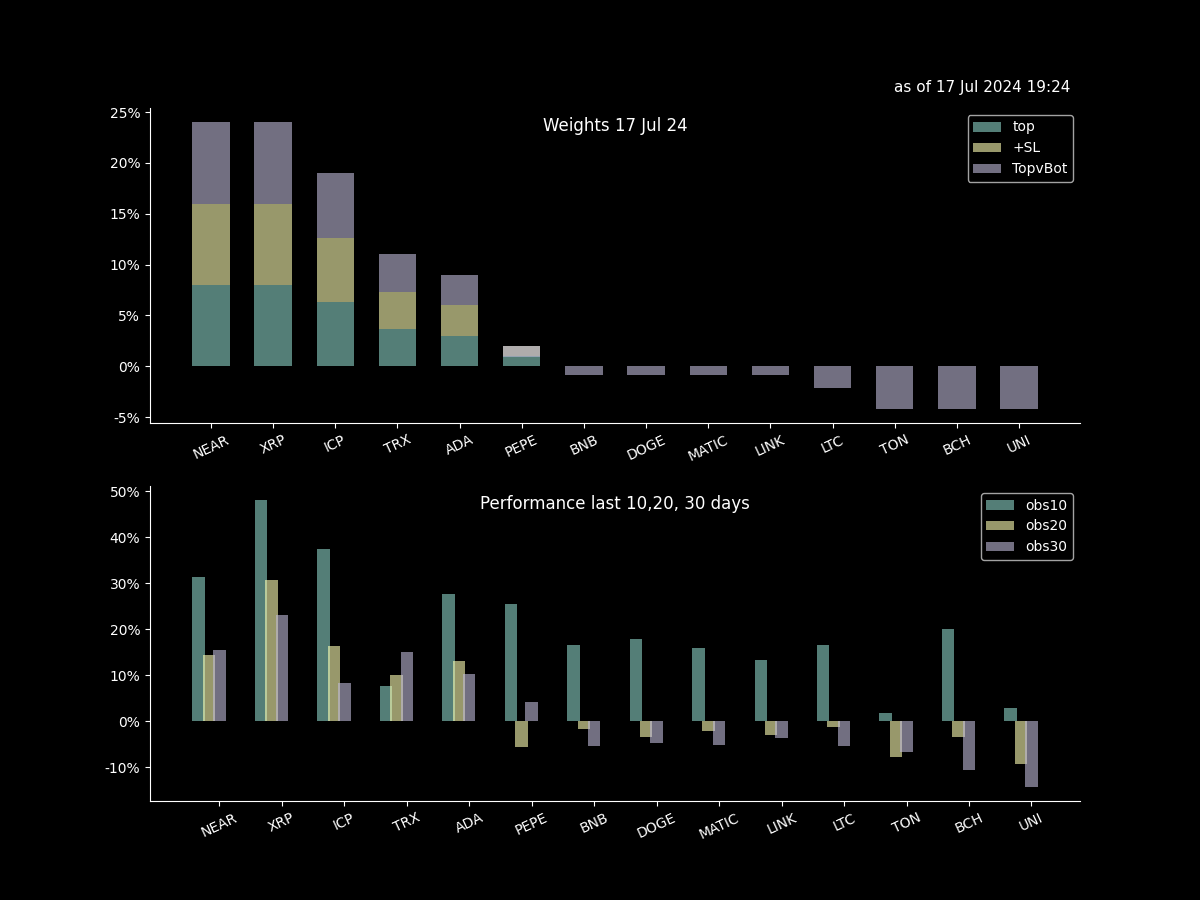 as of 17 Jul 2024 19:24
Weights 17 Jul 24
top
+SL
TopvBot
25%
20%
15%
10%
5%
0%
-5%
NEAR XRP ICP TRX ADA PEPE BNB DOGE MATIC LINK LTC TON BCH UNI
Performance last 10,20, 30 days
obs10
obs20
obs30
50%
40%
30%
20%
10%
0%
-10%
NEAR XRP ICP TRX ADA PEPE BNB DOGE MATIC LINK LTC TON BCH UNI